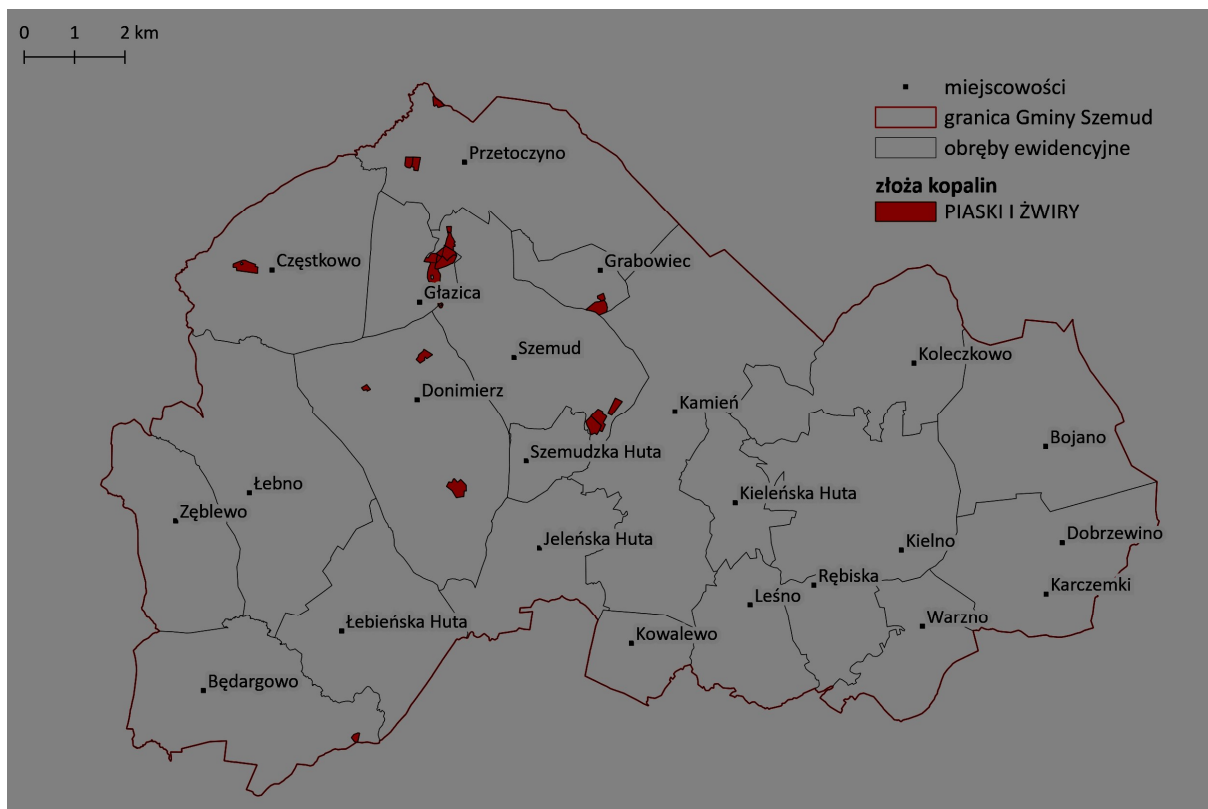 0 1 2 km
miejscowości
granica Gminy Szemud
obręby ewidencyjne
złoża kopalin
PIASKI I ŻWIRY
Przetoczyno
Częstkowo
Grabowiec
Głazica
Szemud
Koleczkowo
Donimierz
Kamień
Bojano
Szemudzka Huta
Łebno
Kieleńska Huta
Zęblewo
Jeleńska Huta
Kielno
Dobrzewino
Rębiska
Karczemki
Leśno
Łebieńska Huta
Kowalewo
Warzno
Będargowo